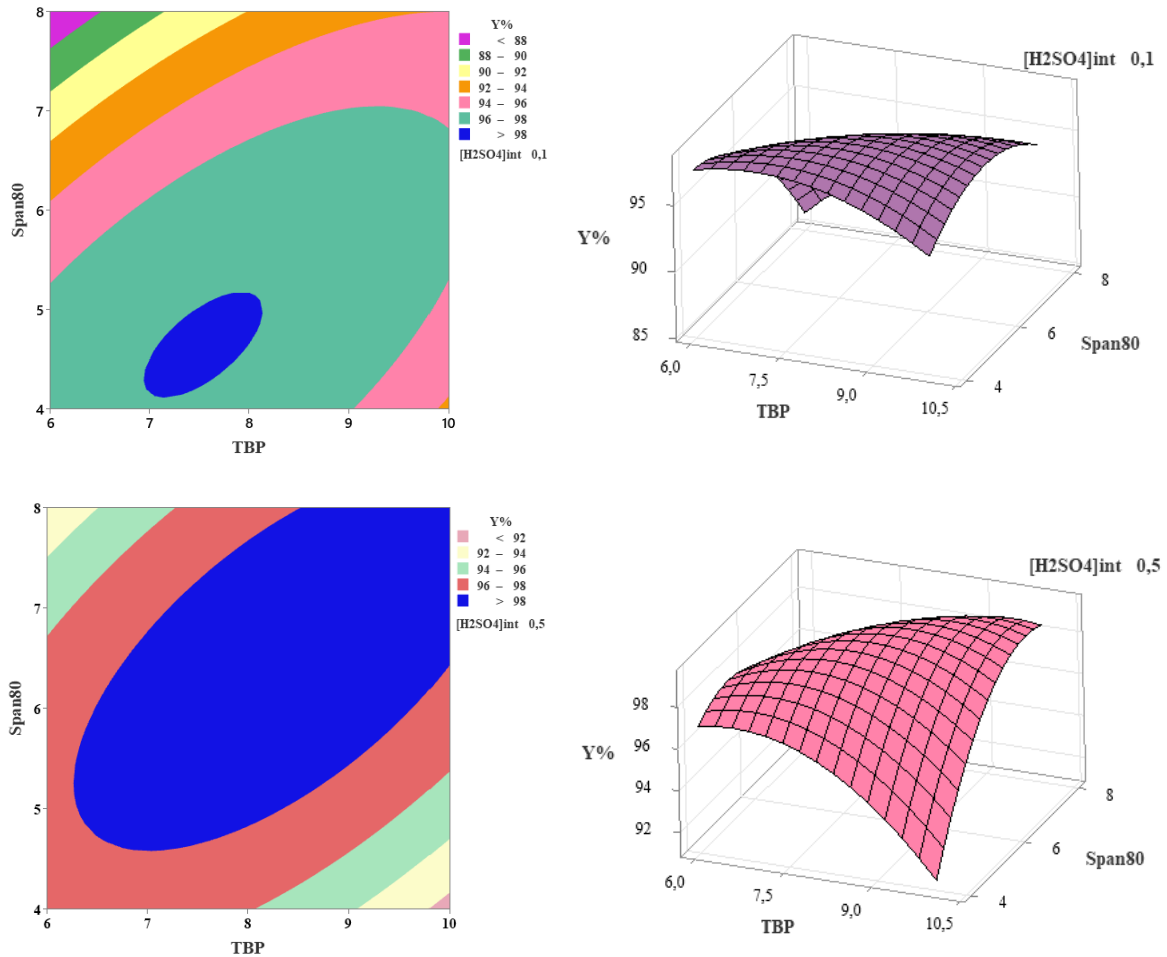 Y%
< 88
88 – 90
90 – 92
92 – 94
94 – 96
96 – 98
> 98
[H2SO4]int 0,1
8
7
6
5
4
Span80
6 7 8 9 10
TBP
[H2SO4]int 0,1
95
90
85
Y%
6,0 7,5 9,0 10,5
TBP
8
6
4
Span80
Y%
< 92
92 – 94
94 – 96
96 – 98
> 98
[H2SO4]int 0,5
8
7
6
5
4
Span80
6 7 8 9 10
TBP
[H2SO4]int 0,5
98
96
94
92
Y%
6,0 7,5 9,0 10,5
TBP
8
6
4
Span80